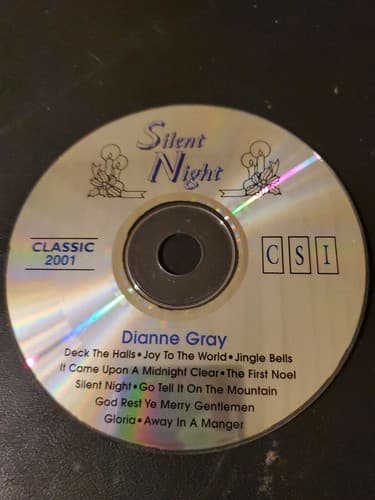 Silent
Night
CLASSIC
2001
C S I
Dianne Gray
Deck The Halls•Joy To The World•Jingle Bells
It Came Upon A Midnight Clear•The First Noel
Silent Night•Go Tell It On The Mountain
God Rest Ye Merry Gentlemen
Gloria•Away In A Manger